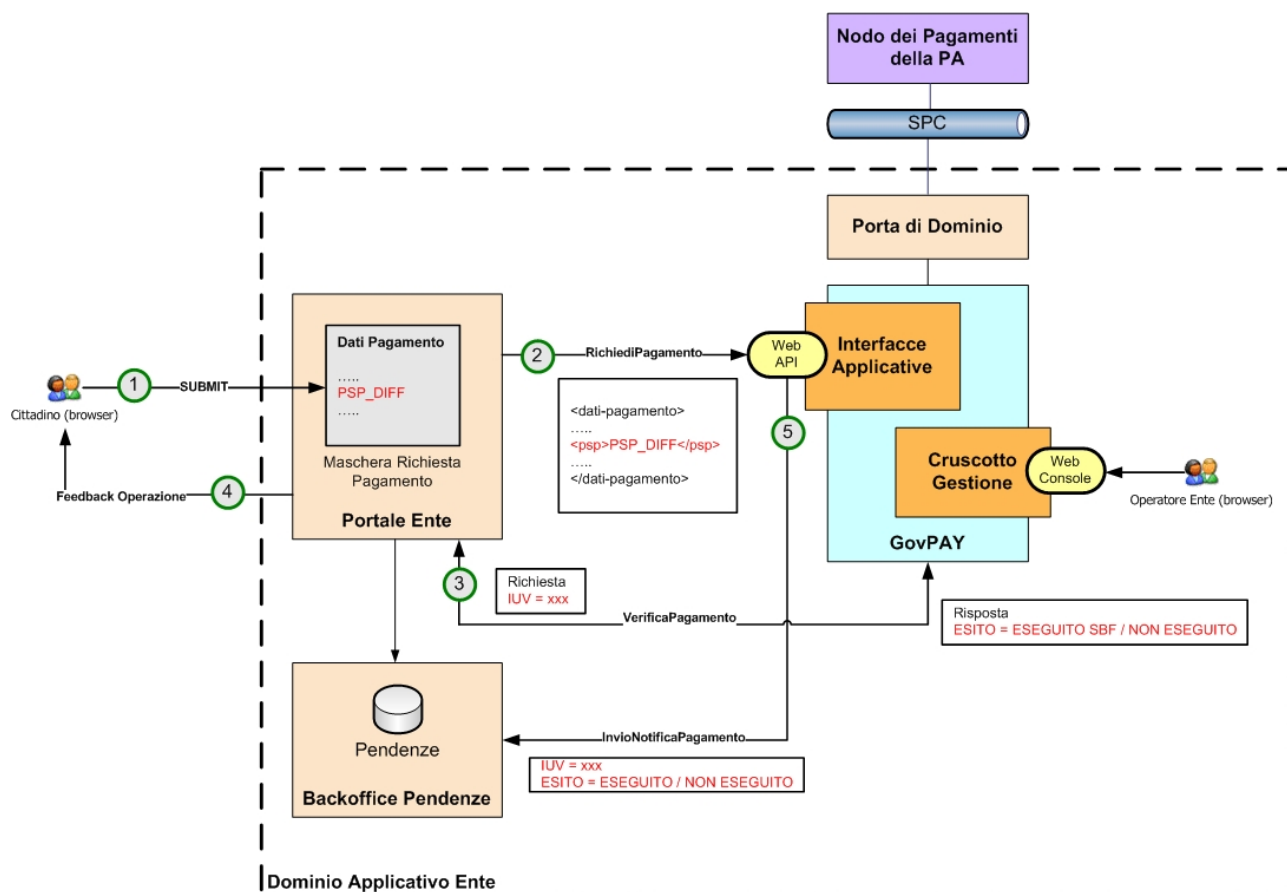 Nodo dei Pagamenti
della PA
SPC
Porta di Dominio
Dati Pagamento
.....
PSP_DIFF
.....
Maschera Richiesta
Pagamento
Portale Ente
1
SUBMIT
Cittadino (browser)
Feedback Operazione
4
2
RichiediPagamento
Web
API
Interfacce
Applicative
<dati-pagamento>
.....
<psp>PSP_DIFF</psp>
.....
</dati-pagamento>
5
Cruscotto
Gestione
Web
Console
Operatore Ente (browser)
GovPAY
3
Richiesta
IUV = xxx
VerificaPagamento
Risposta
ESITO = ESEGUITO SBF / NON ESEGUITO
Pendenze
Backoffice Pendenze
InvioNotificaPagamento
IUV = xxx
ESITO = ESEGUITO / NON ESEGUITO
Dominio Applicativo Ente